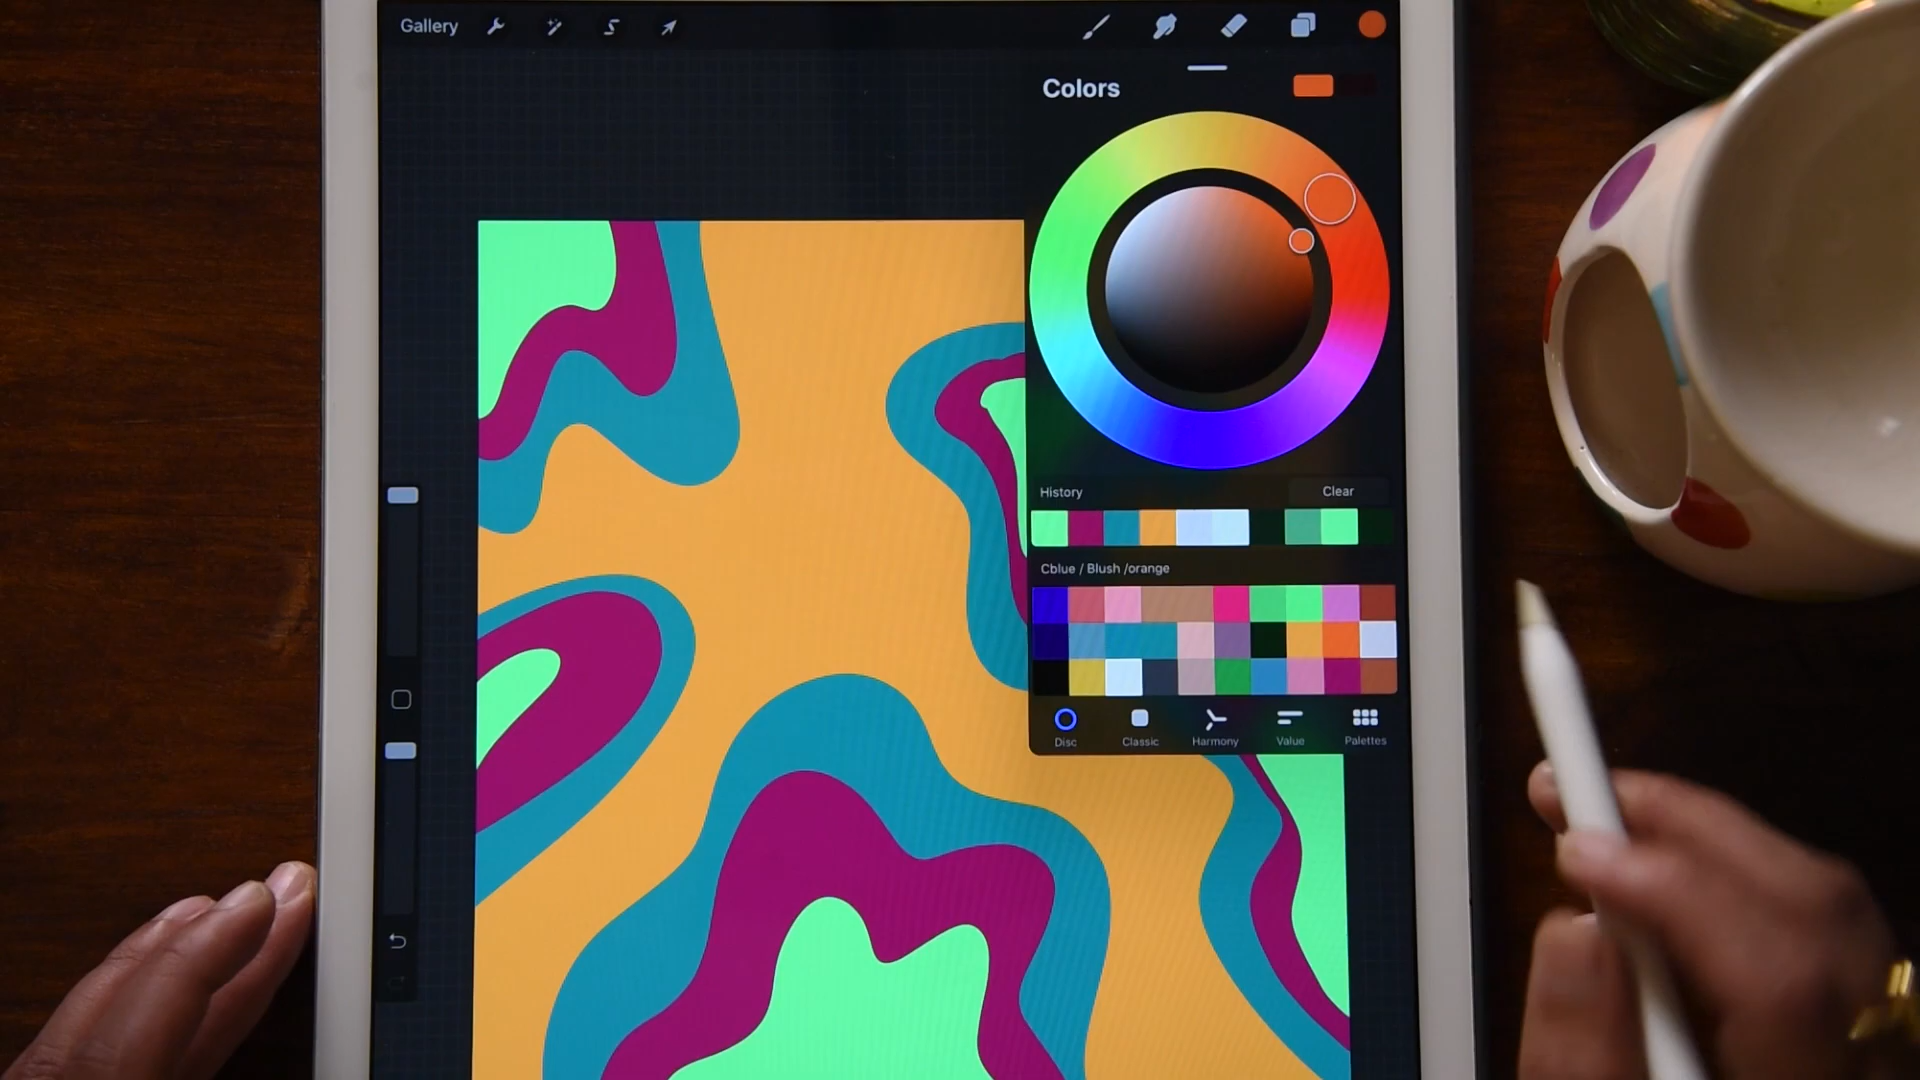 Gallery
Colors
History
Clear
Cblue / Blush /orange
Disc
Classic
Harmony
Value
Palettes